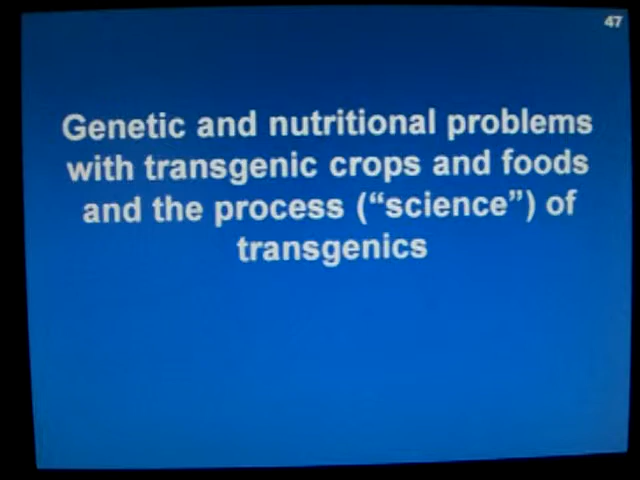 47
Genetic and nutritional problems
with transgenic crops and foods
and the process (“science”) of
transgenics